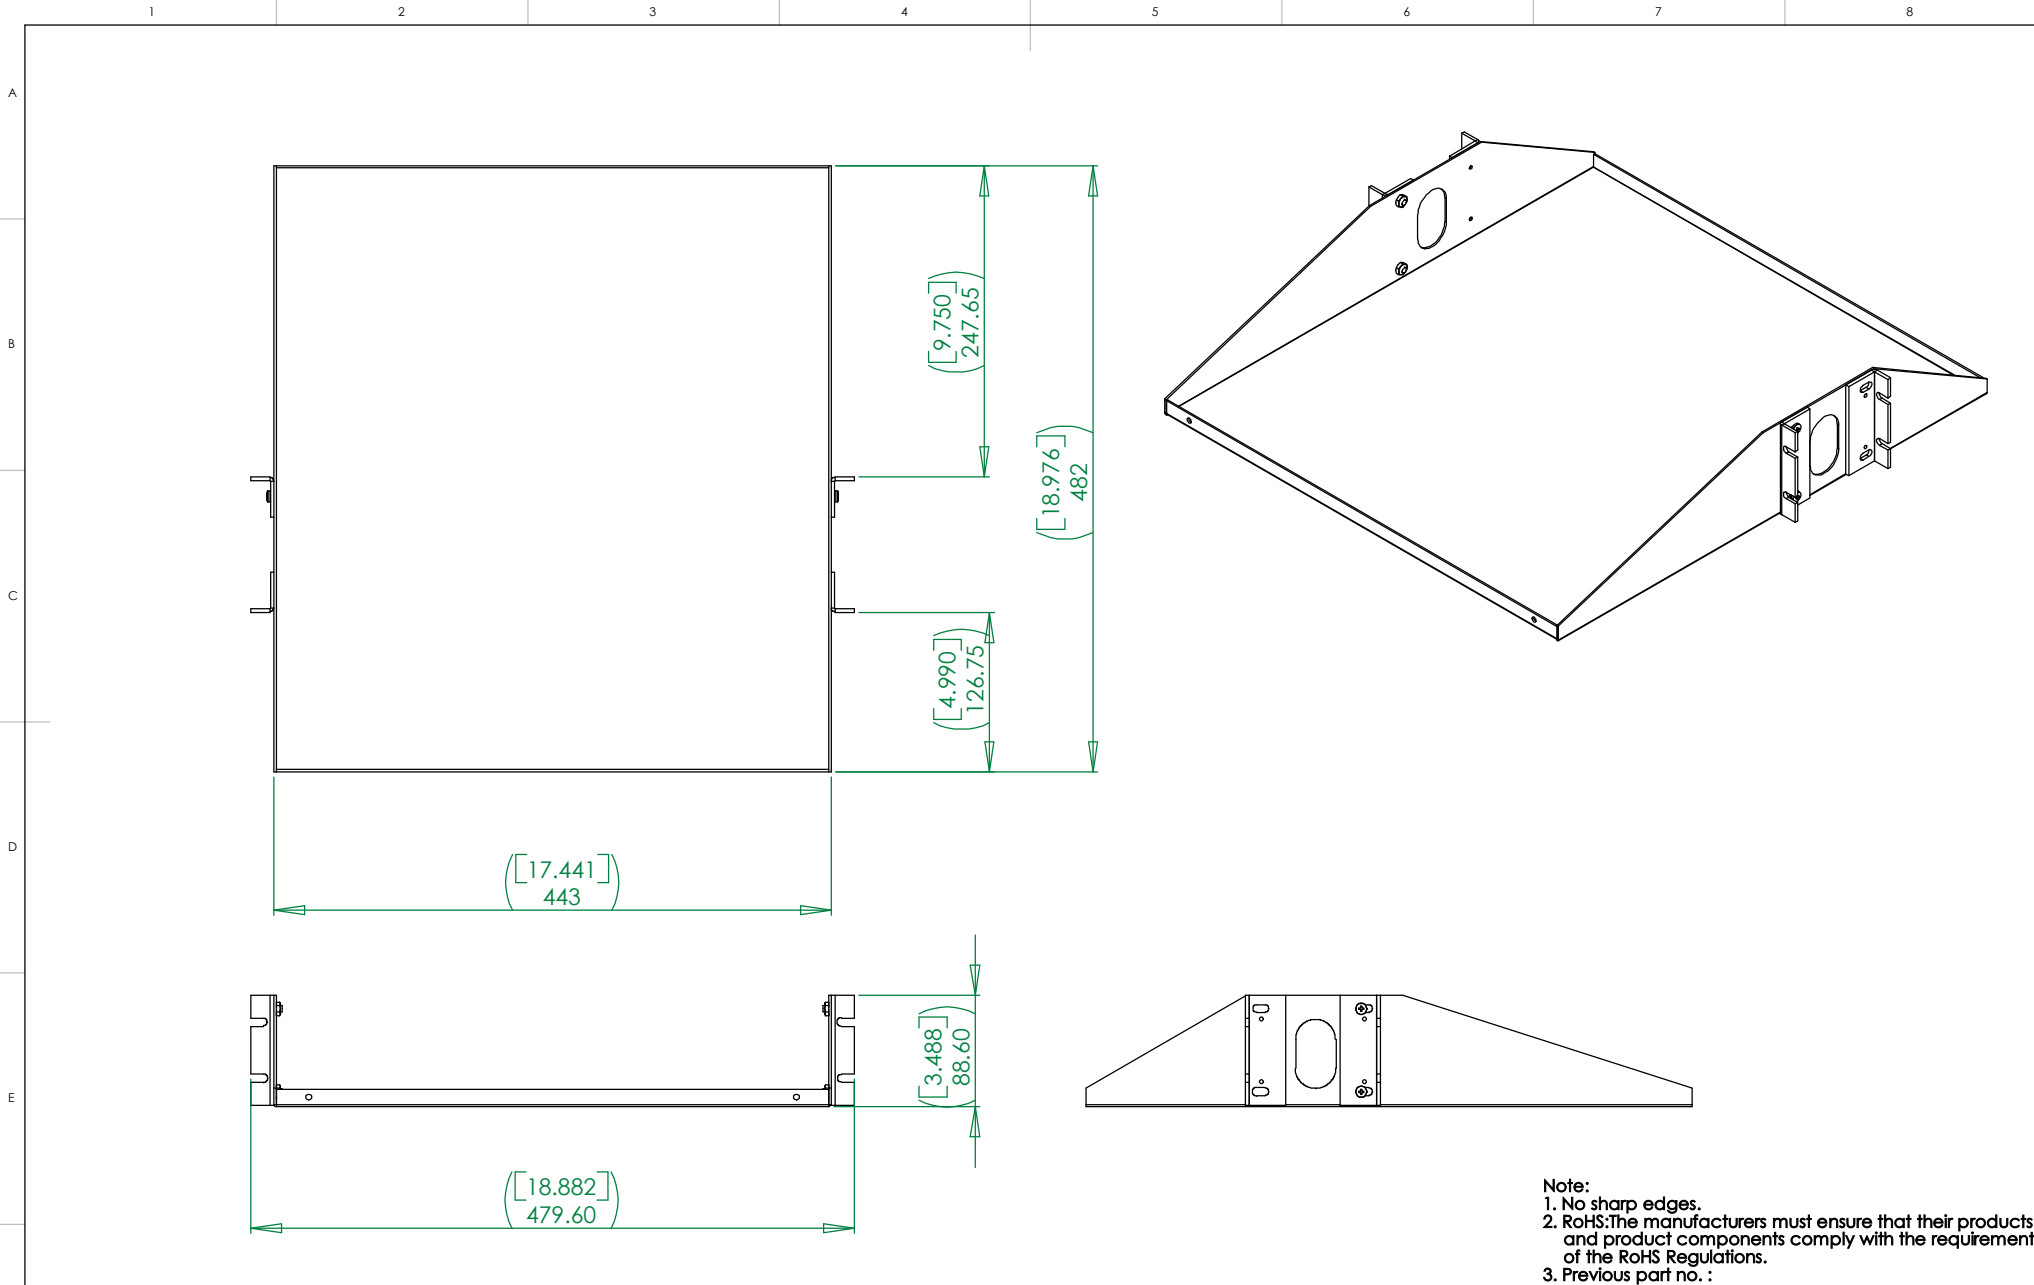 1 2 3 4 5 6 7 8
A
B
C
D
E
[9.750]
247.65
[18.976]
482
[4.990]
126.75
[17.441]
443
[3.488]
88.60
[18.882]
479.60
Note:
1. No sharp edges.
2. RoHS:The manufacturers must ensure that their products
and product components comply with the requirement
of the RoHS Regulations.
3. Previous part no. :